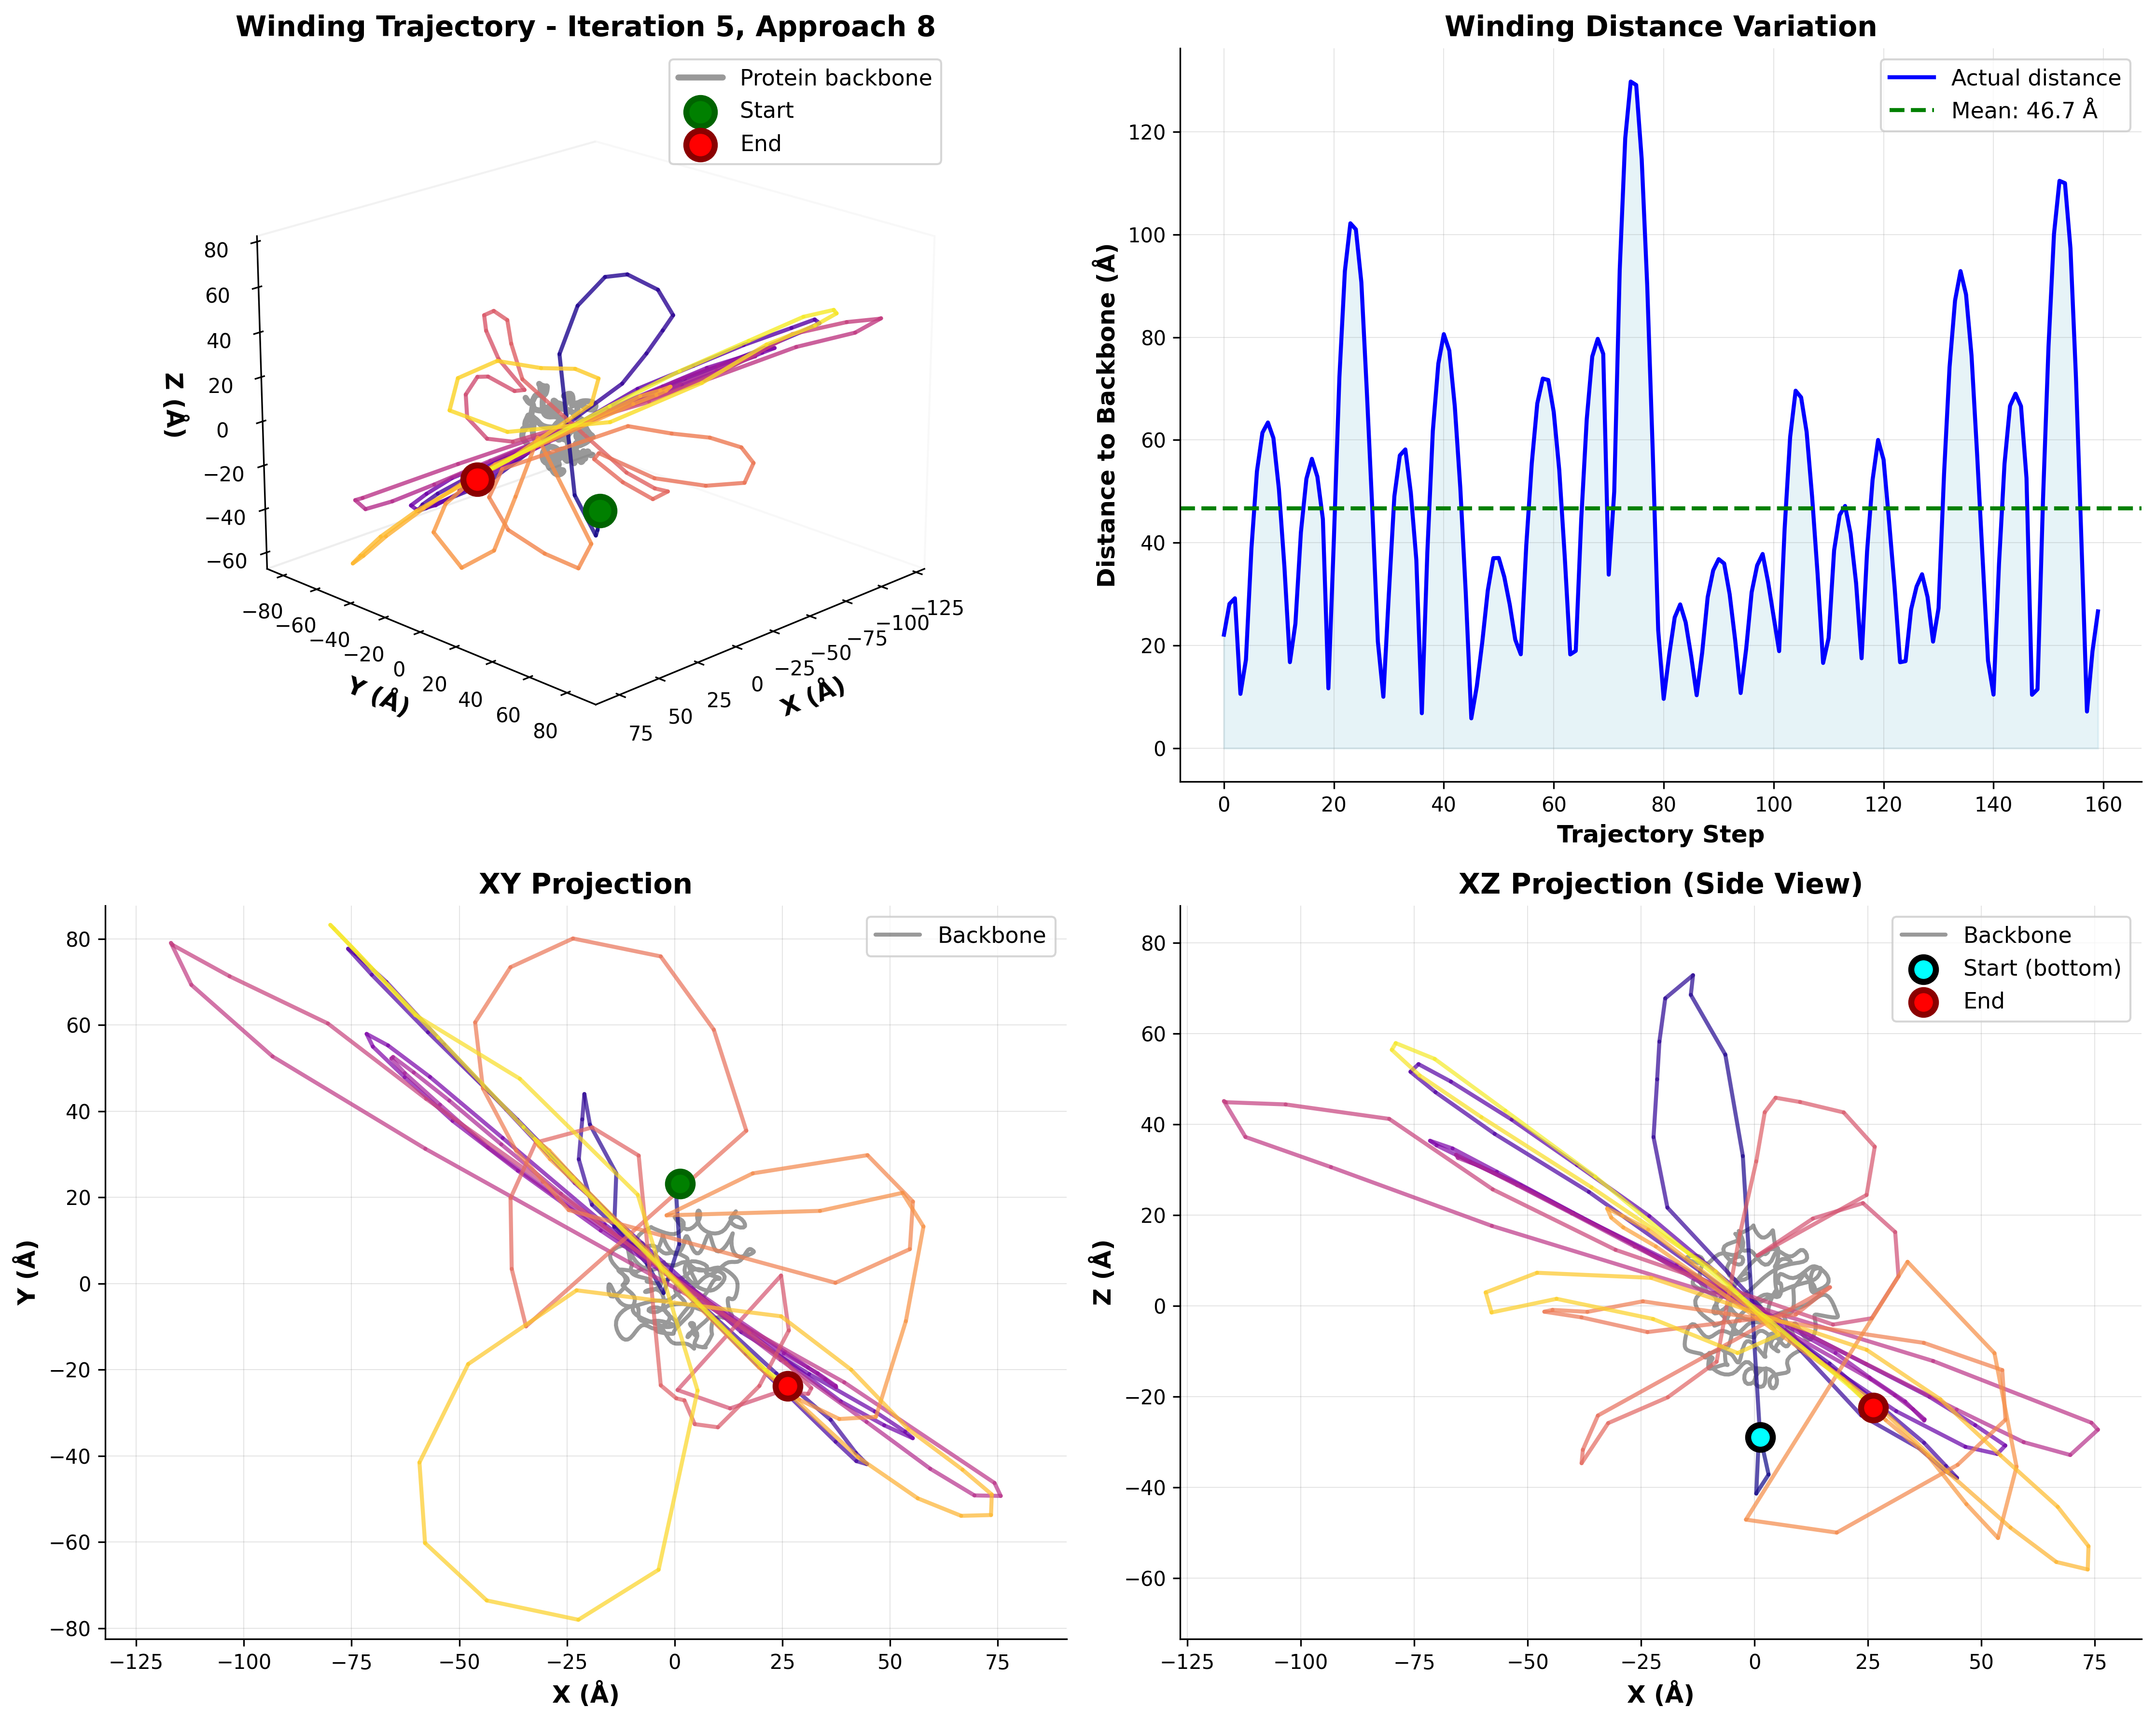 Winding Trajectory - Iteration 5, Approach 8
Protein backbone
Start
End
80
60
40
20
0
−20
−40
−60
Z (Å)
−80
−60
−40
−20
0
20
40
60
80
Y (Å)
75
50
25
0
−25
−50
−75
−100
−125
X (Å)
Winding Distance Variation
Actual distance
Mean: 46.7 Å
120
100
80
60
40
20
0
Distance to Backbone (Å)
0 20 40 60 80 100 120 140 160
Trajectory Step
XY Projection
Backbone
80
60
40
20
0
−20
−40
−60
−80
Y (Å)
−125 −100 −75 −50 −25 0 25 50 75
X (Å)
XZ Projection (Side View)
Backbone
Start (bottom)
End
80
60
40
20
0
−20
−40
−60
Z (Å)
−125 −100 −75 −50 −25 0 25 50 75
X (Å)